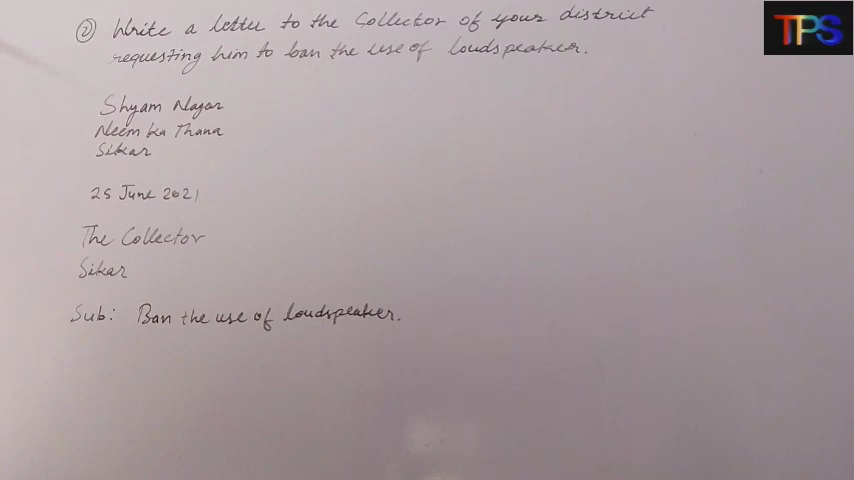 TPS
② Write a letter to the Collector of your district
requesting him to ban the use of loudspeaker.
Shyam Nagar
Neem ka Thana
Sikar
25 June 2021
The Collector
Sikar
Sub: Ban the use of loudspeaker.